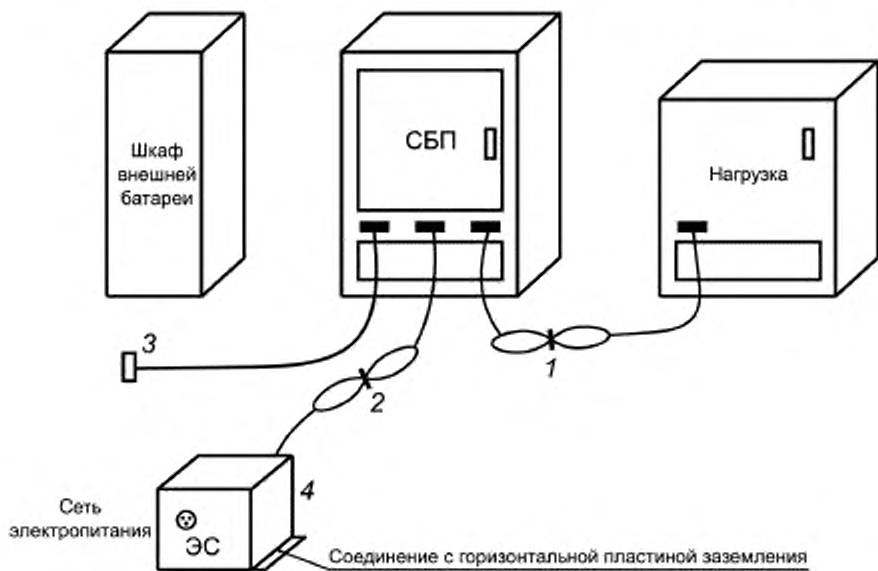 Шкаф
внешней
батареи
СБП
Нагрузка
3
1
2
4
Сеть
электропитания
ЭС
Соединение с горизонтальной пластиной заземления